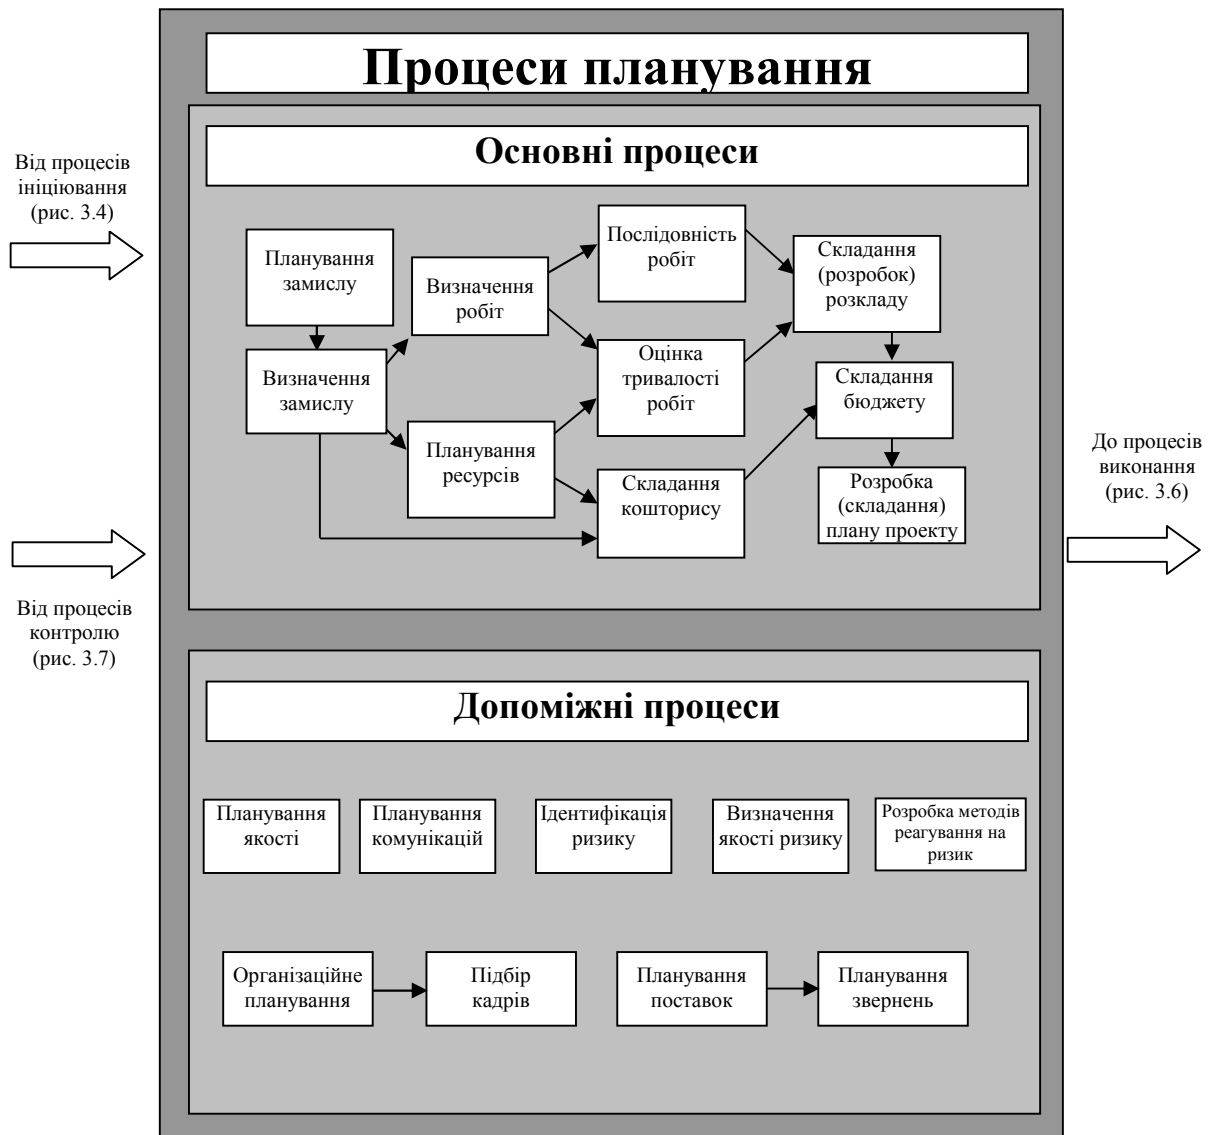 Процеси планування
Основні процеси
Від процесів
ініціювання
(рис. 3.4)
Планування
замислу
Визначення
замислу
Визначення
робіт
Планування
ресурсів
Послідовність
робіт
Оцінка
тривалості
робіт
Складання
кошторису
Складання
(розробок)
розкладу
Складання
бюджету
Розробка
(складання)
плану проекту
До процесів
виконання
(рис. 3.6)
Від процесів
контролю
(рис. 3.7)
Допоміжні процеси
Планування
якості
Планування
комунікацій
Ідентифікація
ризику
Визначення
якості ризику
Розробка методів
реагування на
ризик
Організаційне
планування
Підбір
кадрів
Планування
поставок
Планування
звернень